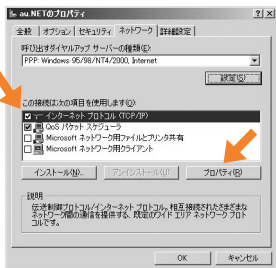 au.NETのプロパティ
全般 オプション セキュリティ ネットワーク 詳細設定
呼び出すダイヤルアップ サーバーの種類(E):
PPP: Windows 95/98/NT4/2000, Internet
設定(S)
この接続は次の項目を使用します(O):
インターネット プロトコル (TCP/IP)
QoS パケット スケジューラ
Microsoft ネットワーク用ファイルとプリンタ共有
Microsoft ネットワーク用クライアント
インストール(N)... アンインストール(U) プロパティ(R)
説明
伝送制御プロトコル/インターネット プロトコル。相互接続されたさまざまな
ネットワーク間の通信を提供する、既定のワイド エリア ネットワーク プロト
コルです。
OK キャンセル